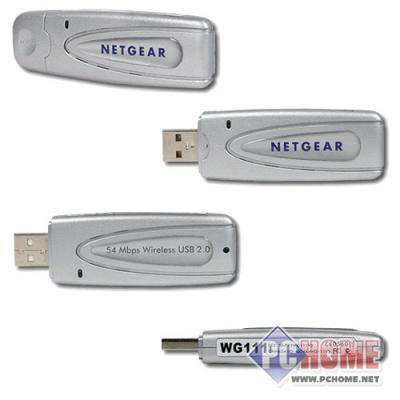 NETGEAR
NETGEAR
54 Mbps Wireless USB 2.0
WG111
PCHOME
WWW.PCHOME.NET